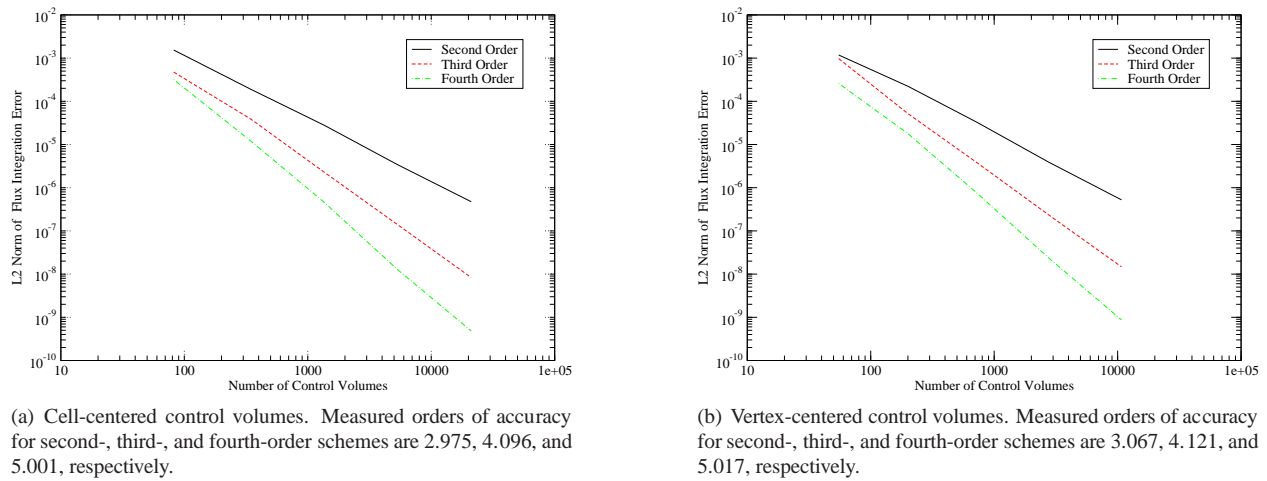 10^-2
10^-3
10^-4
10^-5
10^-6
10^-7
10^-8
10^-9
10^-10
L2 Norm of Flux Integration Error
Second Order
Third Order
Fourth Order
10 100 1000 10000 1e+05
Number of Control Volumes
(a) Cell-centered control volumes. Measured orders of accuracy
for second-, third-, and fourth-order schemes are 2.975, 4.096, and
5.001, respectively.
10^-2
10^-3
10^-4
10^-5
10^-6
10^-7
10^-8
10^-9
10^-10
L2 Norm of Flux Integration Error
Second Order
Third Order
Fourth Order
10 100 1000 10000 1e+05
Number of Control Volumes
(b) Vertex-centered control volumes. Measured orders of accuracy
for second-, third-, and fourth-order schemes are 3.067, 4.121, and
5.017, respectively.